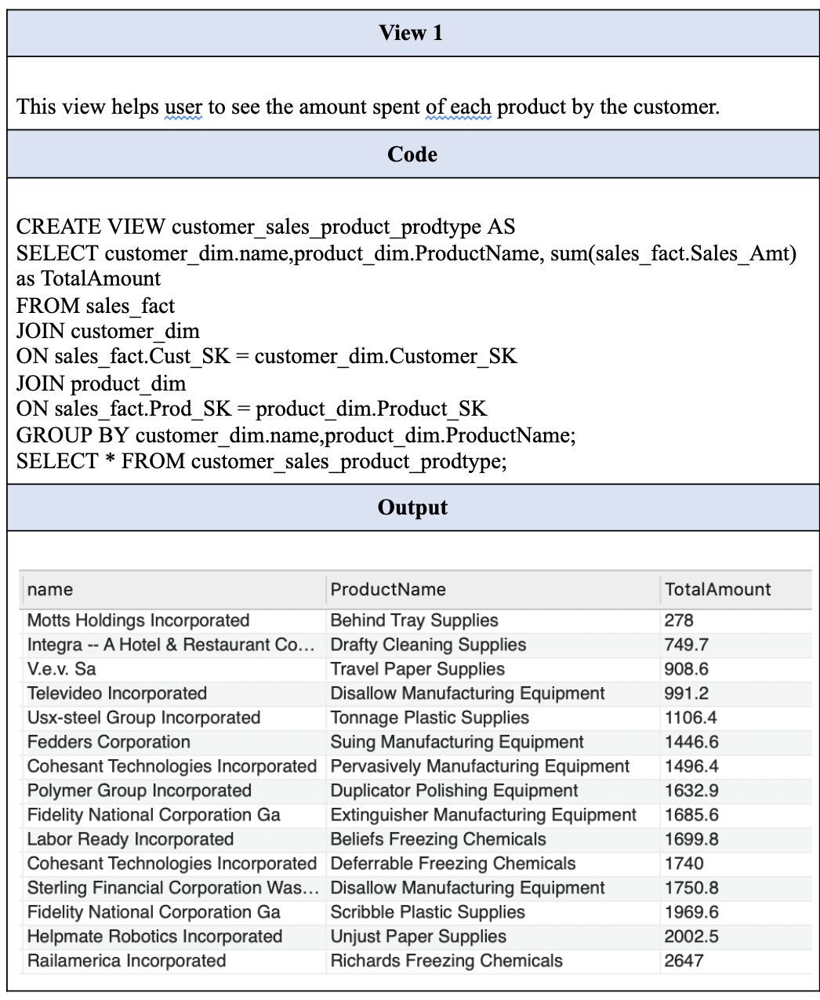 View 1
This view helps user to see the amount spent of each product by the customer.
Code
CREATE VIEW customer_sales_product_prodtype AS
SELECT customer_dim.name,product_dim.ProductName, sum(sales_fact.Sales_Amt)
as TotalAmount
FROM sales_fact
JOIN customer_dim
ON sales_fact.Cust_SK = customer_dim.Customer_SK
JOIN product_dim
ON sales_fact.Prod_SK = product_dim.Product_SK
GROUP BY customer_dim.name,product_dim.ProductName;
SELECT * FROM customer_sales_product_prodtype;
Output
name ProductName TotalAmount
Motts Holdings Incorporated Behind Tray Supplies 278
Integra -- A Hotel & Restaurant Co... Drafty Cleaning Supplies 749.7
V.e.v. Sa Travel Paper Supplies 908.6
Televideo Incorporated Disallow Manufacturing Equipment 991.2
Usx-steel Group Incorporated Tonnage Plastic Supplies 1106.4
Fedders Corporation Suing Manufacturing Equipment 1446.6
Cohesant Technologies Incorporated Pervasively Manufacturing Equipment 1496.4
Polymer Group Incorporated Duplicator Polishing Equipment 1632.9
Fidelity National Corporation Ga Extinguisher Manufacturing Equipment 1685.6
Labor Ready Incorporated Beliefs Freezing Chemicals 1699.8
Cohesant Technologies Incorporated Deferrable Freezing Chemicals 1740
Sterling Financial Corporation Was... Disallow Manufacturing Equipment 1750.8
Fidelity National Corporation Ga Scribble Plastic Supplies 1969.6
Helpmate Robotics Incorporated Unjust Paper Supplies 2002.5
Railamerica Incorporated Richards Freezing Chemicals 2647